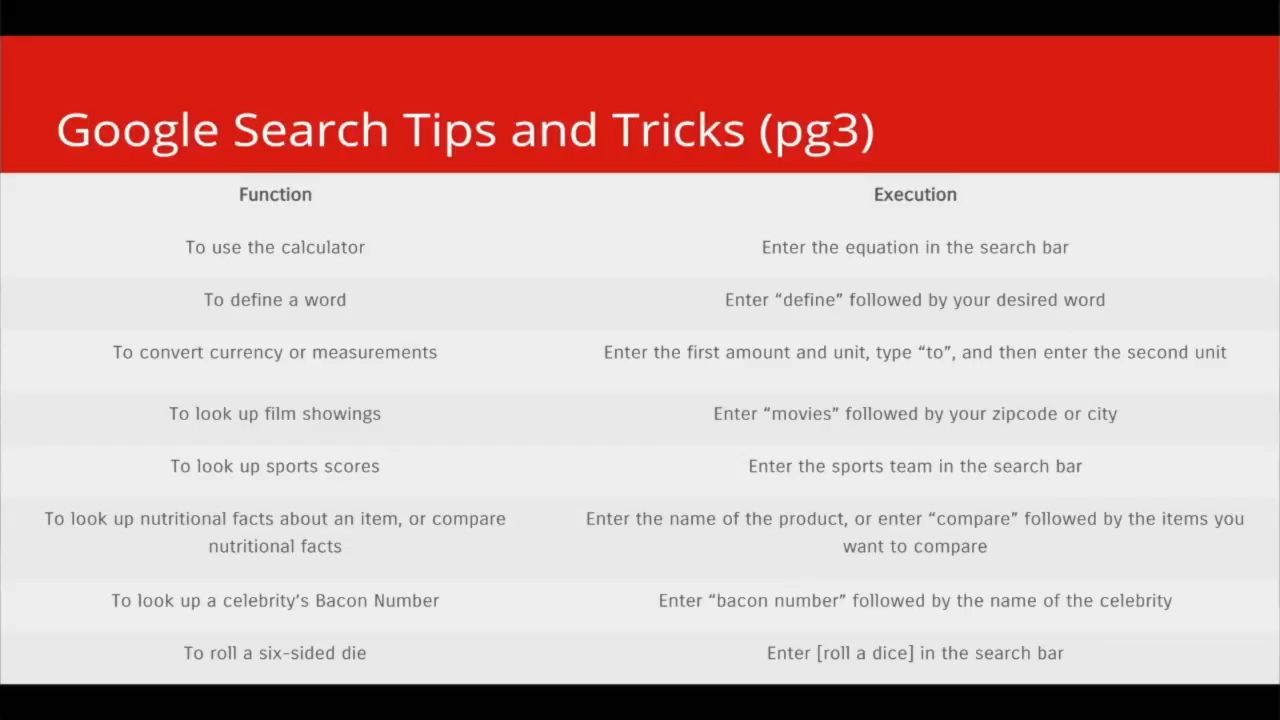 Google Search Tips and Tricks (pg3)
Function
Execution
To use the calculator
Enter the equation in the search bar
To define a word
Enter “define” followed by your desired word
To convert currency or measurements
Enter the first amount and unit, type “to”, and then enter the second unit
To look up film showings
Enter “movies” followed by your zipcode or city
To look up sports scores
Enter the sports team in the search bar
To look up nutritional facts about an item, or compare
nutritional facts
Enter the name of the product, or enter “compare” followed by the items you
want to compare
To look up a celebrity’s Bacon Number
Enter “bacon number” followed by the name of the celebrity
To roll a six-sided die
Enter [roll a dice] in the search bar